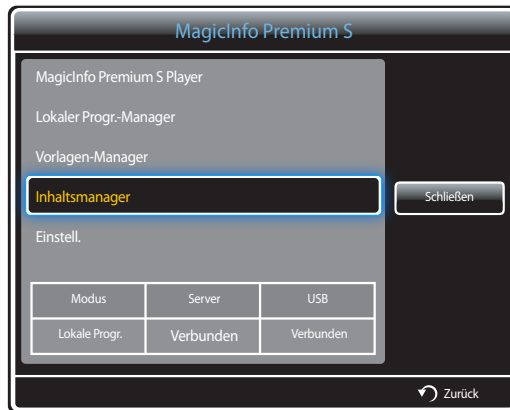 MagicInfo Premium S
MagicInfo Premium S Player
Lokaler Progr.-Manager
Vorlagen-Manager
Inhaltsmanager
Schließen
Einstell.
Modus Server USB
Lokale Progr. Verbunden Verbunden
Zurück